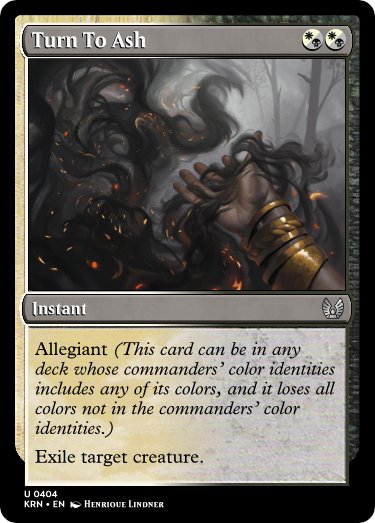 Turn To Ash
Instant
Allegiant (This card can be in any
deck whose commanders' color identities
includes any of its colors, and it loses all
colors not in the commanders' color
identities.)
Exile target creature.
U 0404
KRN • EN Henrique Lindner